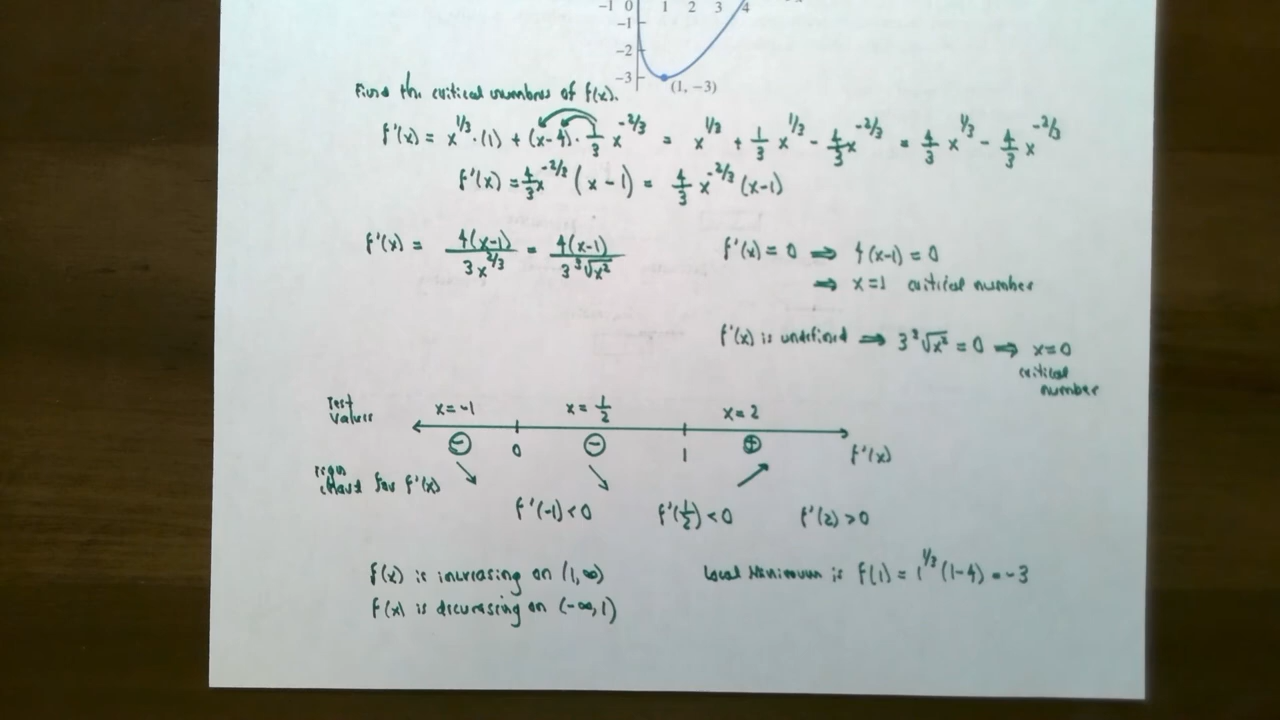 -1 0 1 2 3 4
-1
-2
-3 (1, -3)
Find the critical numbers of f(x).
f'(x) = x^1/3 · (1) + (x-4) · 1/3 x^-2/3 = x^1/3 + 1/3 x^1/3 - 4/3 x^-2/3 = 4/3 x^1/3 - 4/3 x^-2/3
f'(x) = 4/3 x^-2/3 (x-1) = 4/3 x^-2/3 (x-1)
f'(x) = 4(x-1) / 3x^2/3 = 4(x-1) / 3 ³√x² f'(x) = 0 ⇒ 4(x-1) = 0
⇒ x=1 critical number
f'(x) is undefined ⇒ 3 ³√x² = 0 ⇒ x=0
critical
number
Test
Values x=-1 x=1/2 x=2
⊖ 0 ⊖ 1 ⊕ f'(x)
Sign
Chart for f'(x) ↘ ↘ ↗
f'(-1) < 0 f'(1/2) < 0 f'(2) > 0
f(x) is increasing on (1,∞) Local Minimum is f(1) = 1^1/3 (1-4) = -3
f(x) is decreasing on (-∞,1)